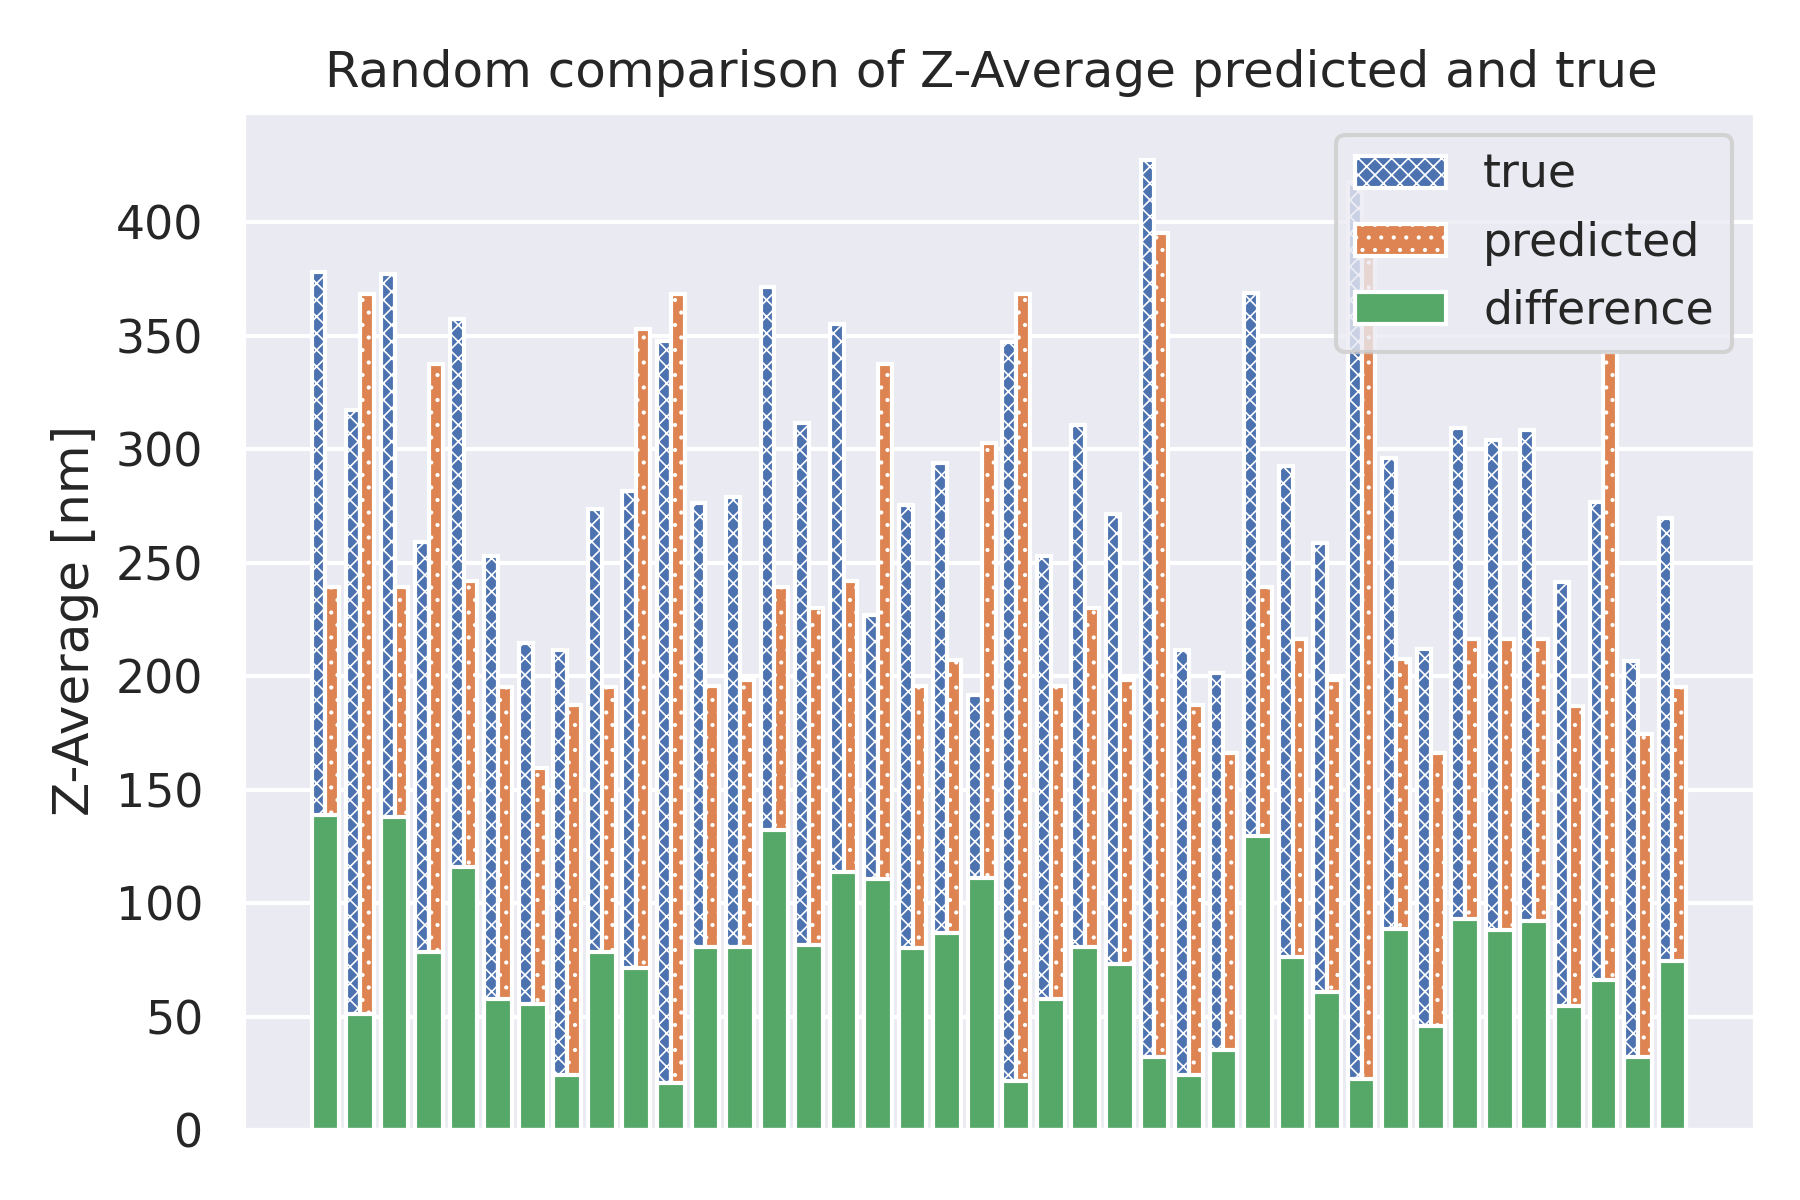 Random comparison of Z-Average predicted and true
true
predicted
difference
Z-Average [nm]
400
350
300
250
200
150
100
50
0